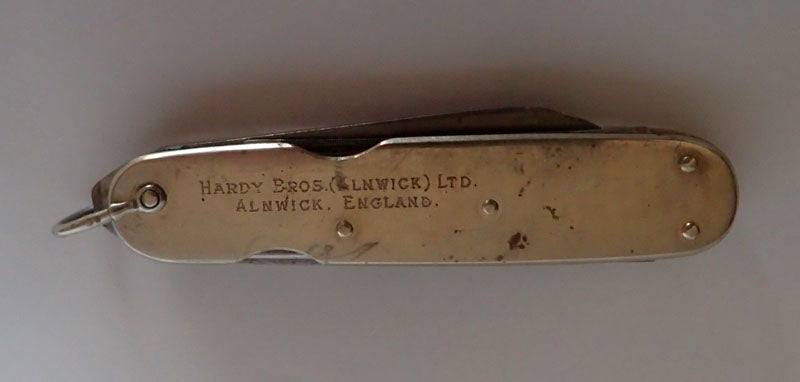 HARDY BROS.(ALNWICK) LTD.
ALNWICK. ENGLAND.